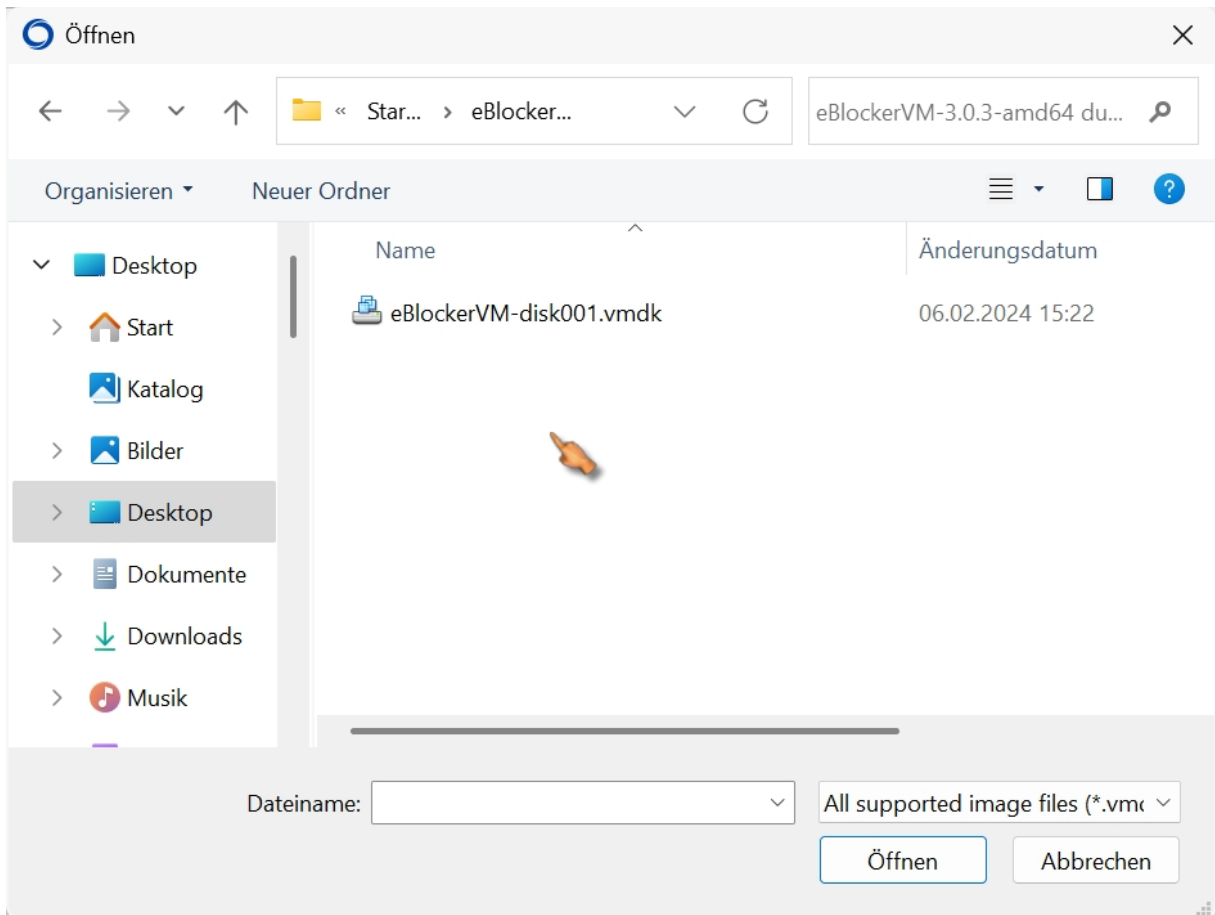 Öffnen
« Star... › eBlocker...
eBlockerVM-3.0.3-amd64 du...
Organisieren
Neuer Ordner
?
Name
Änderungsdatum
Desktop
Start
Katalog
Bilder
Desktop
Dokumente
Downloads
Musik
eBlockerVM-disk001.vmdk
06.02.2024 15:22
Dateiname:
All supported image files (*.vmd
Öffnen
Abbrechen